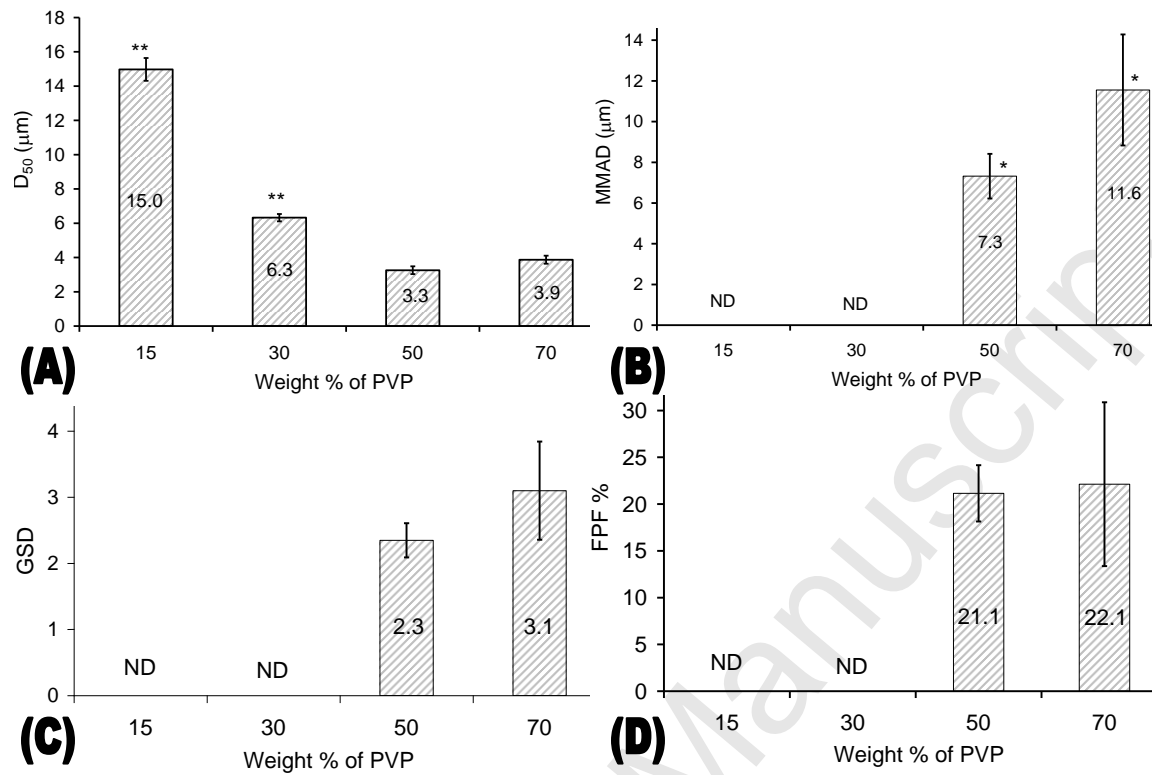 18
16
14
12
10
8
6
4
2
0
D50 (μm)
**
**
15.0
6.3
3.3
3.9
15 30 50 70
(A)
Weight % of PVP
14
12
10
8
6
4
2
0
MMAD (μm)
ND ND
*
*
7.3
11.6
15 30 50 70
(B)
Weight % of PVP
4
3
2
1
0
GSD
ND ND
2.3
3.1
15 30 50 70
(C)
Weight % of PVP
30
25
20
15
10
5
0
FPF %
ND ND
21.1 22.1
15 30 50 70
(D)
Weight % of PVP
Manuscrip